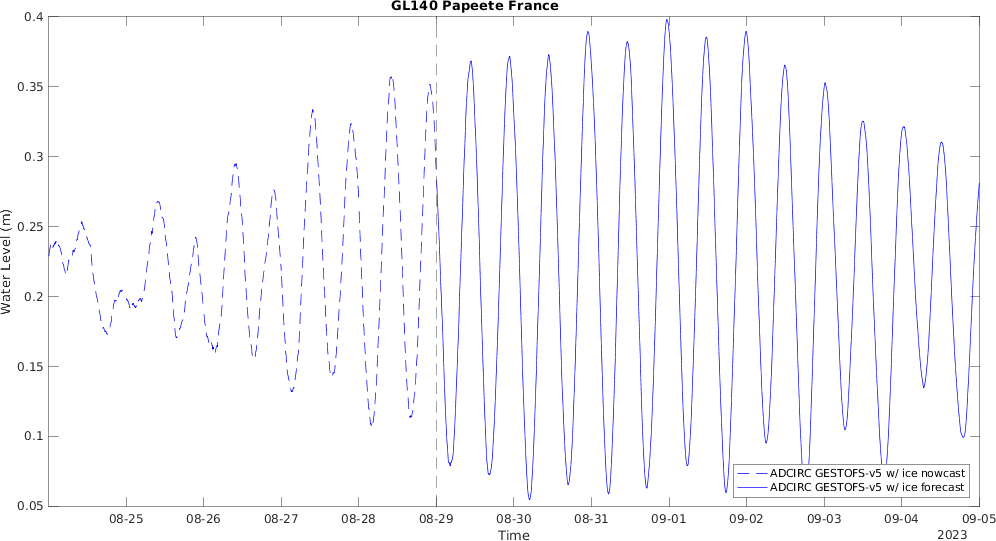 GL140 Papeete France
0.4
0.35
0.3
0.25
0.2
0.15
0.1
0.05
Water Level (m)
ADCIRC GESTOFS-v5 w/ ice nowcast
ADCIRC GESTOFS-v5 w/ ice forecast
08-25 08-26 08-27 08-28 08-29 08-30 08-31 09-01 09-02 09-03 09-04 09-05
Time
2023